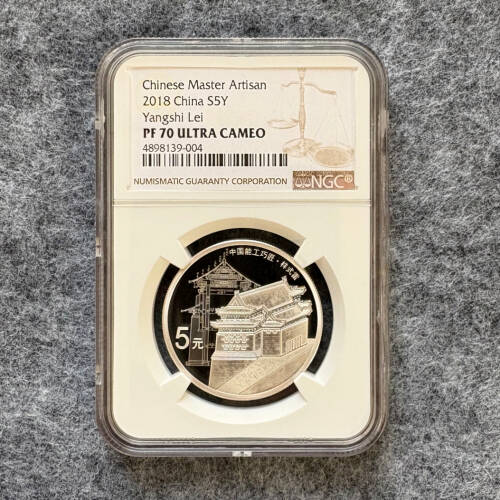 Chinese Master Artisan
2018 China S5Y
Yangshi Lei
PF 70 ULTRA CAMEO
4898139-004
NUMISMATIC GUARANTY CORPORATION
NGC®
中国能工巧匠·样式雷
5元